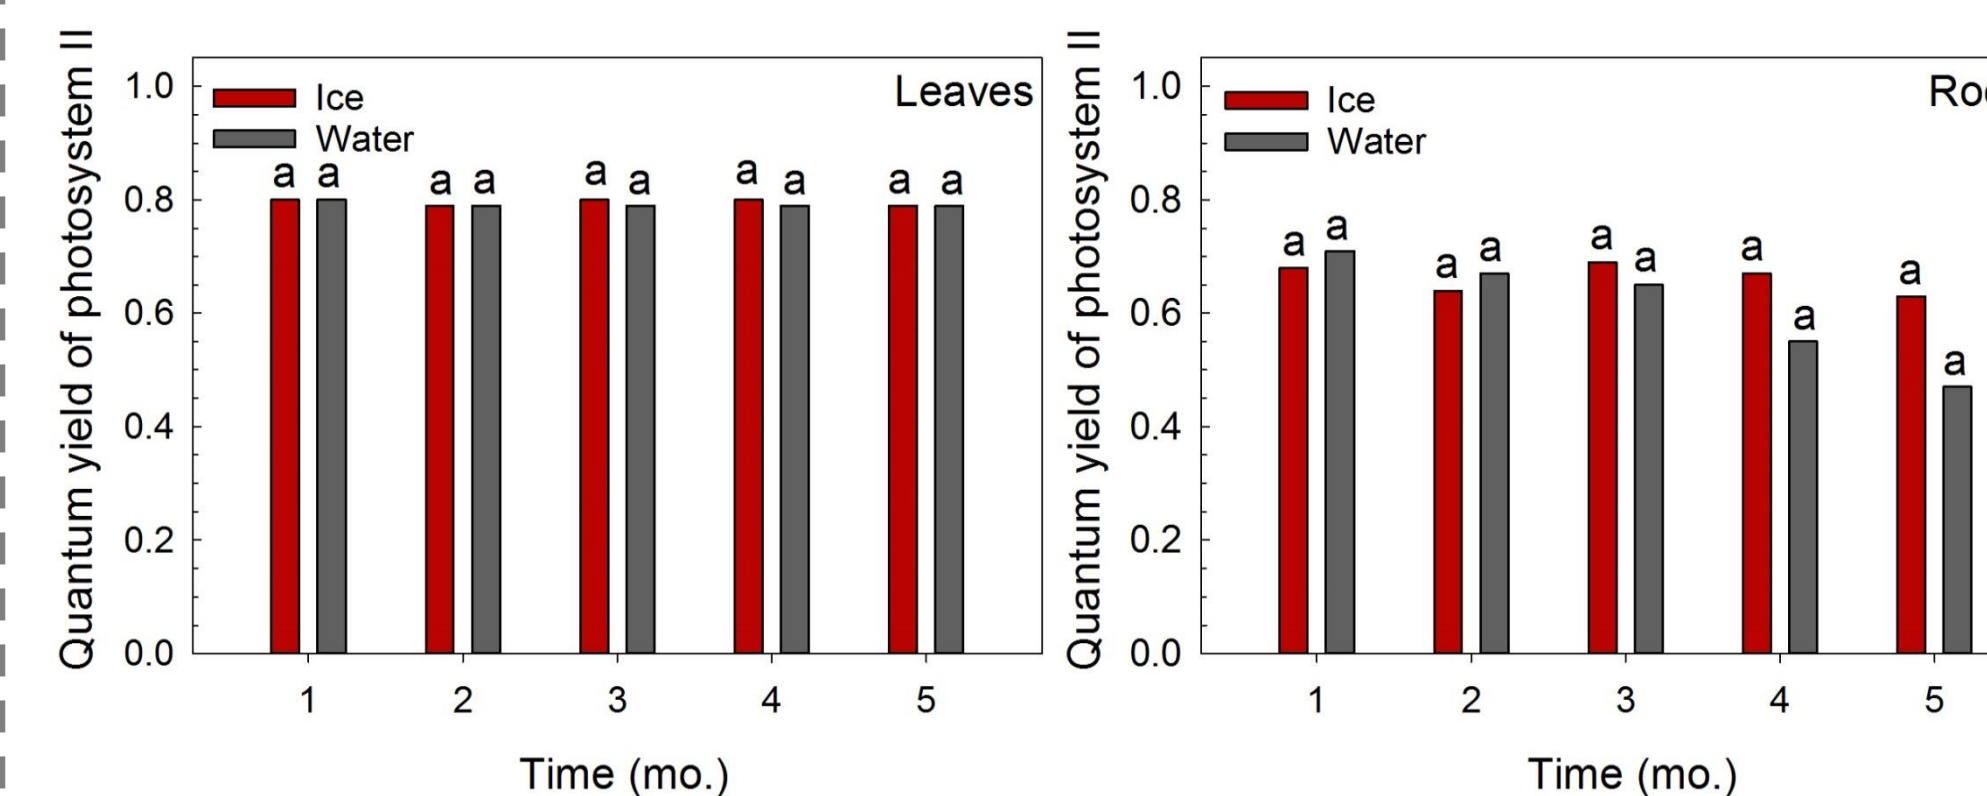 Quantum yield of photosystem II
1.0
0.8
0.6
0.4
0.2
0.0
Ice
Water
Leaves
a a a a a a a a a a
1 2 3 4 5
Time (mo.)
Quantum yield of photosystem II
1.0
0.8
0.6
0.4
0.2
0.0
Ice
Water
a a a a a a a a a a
1 2 3 4 5
Time (mo.)